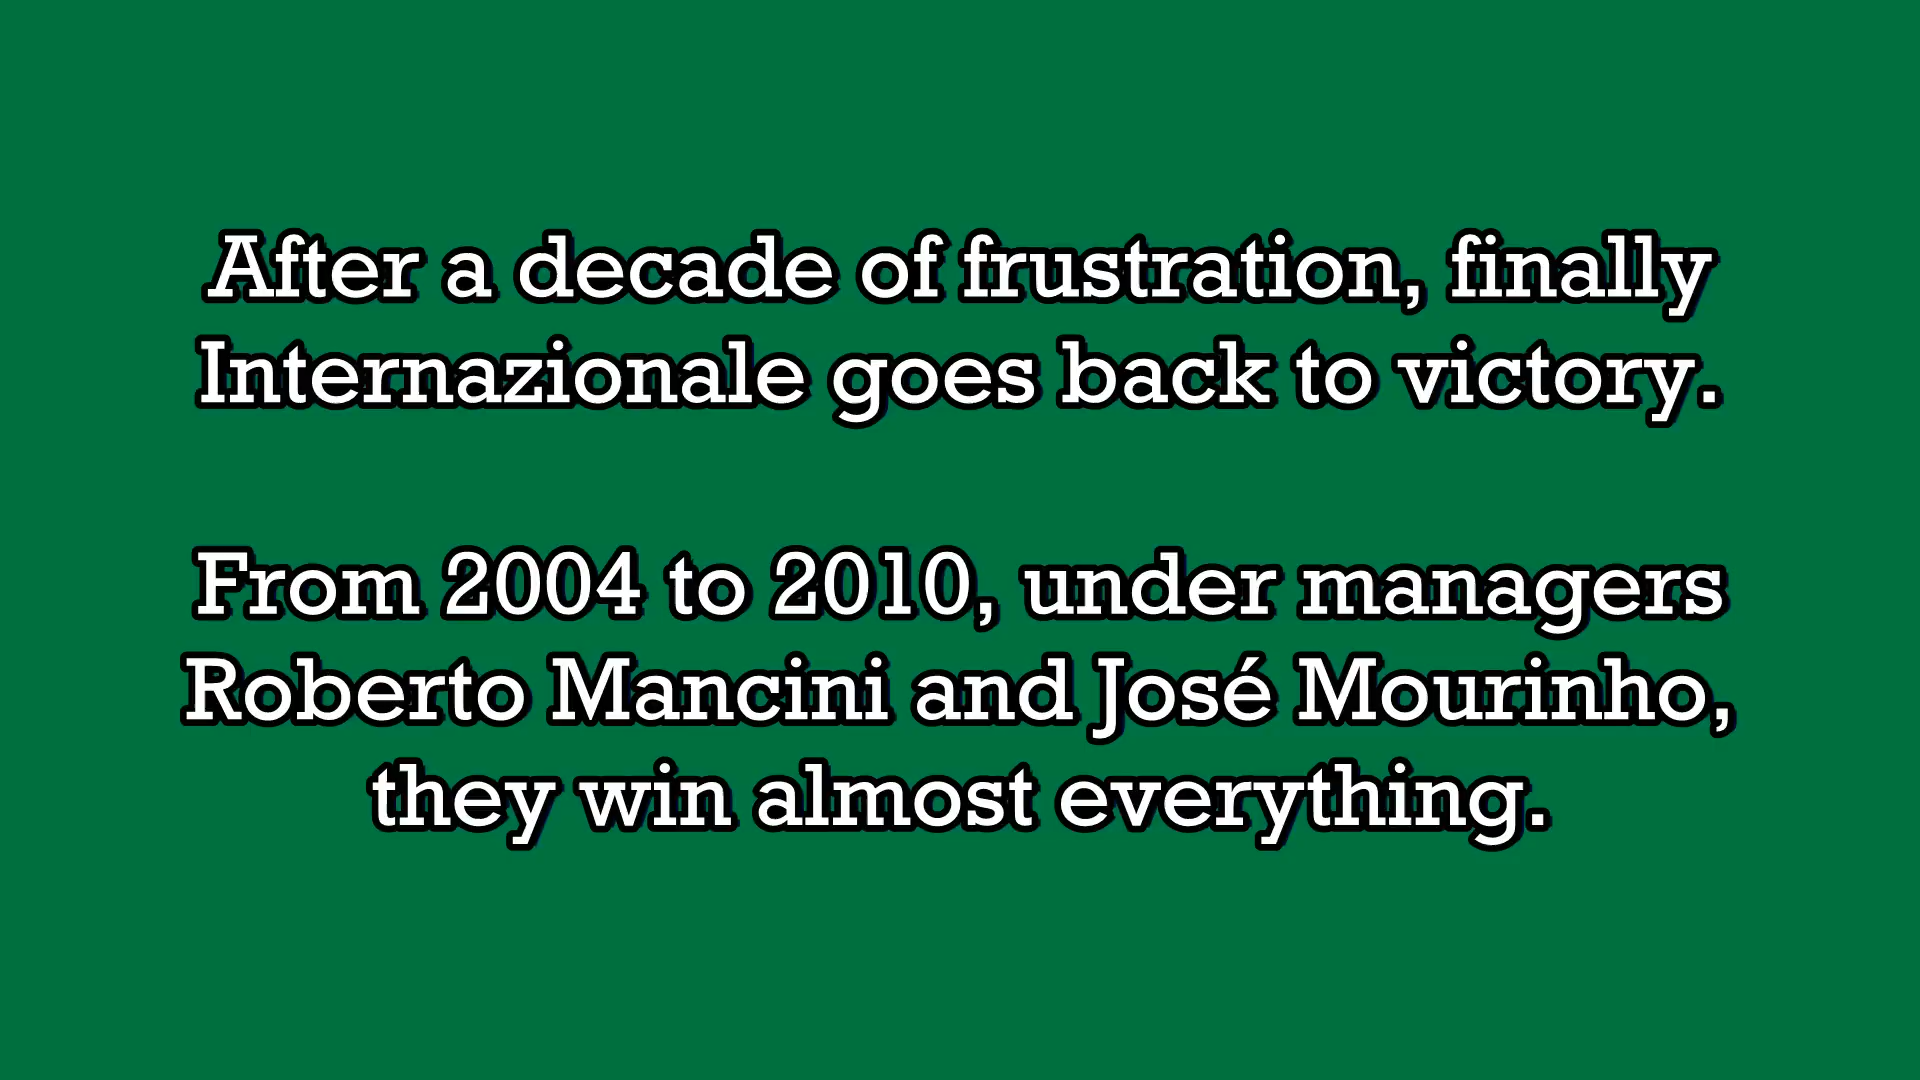 After a decade of frustration, finally
Internazionale goes back to victory.
From 2004 to 2010, under managers
Roberto Mancini and José Mourinho,
they win almost everything.